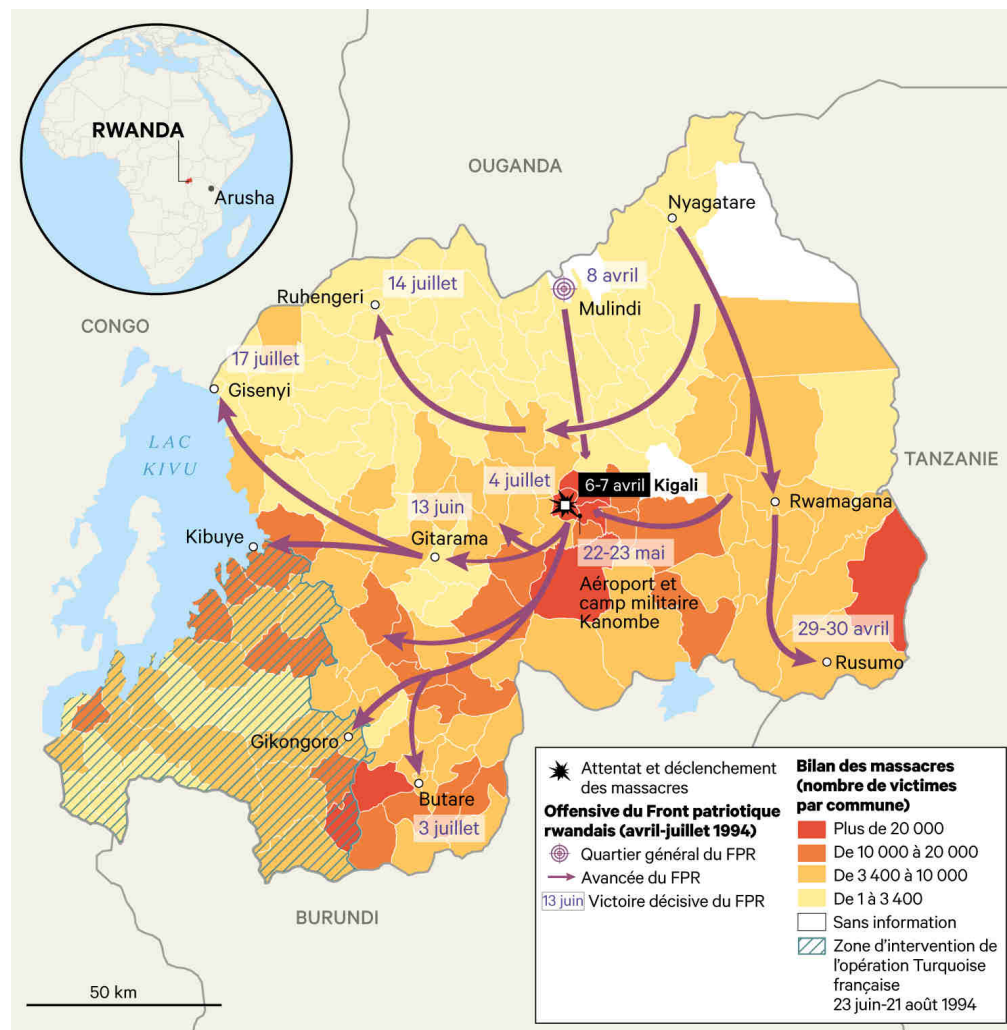 RWANDA
Arusha
OUGANDA
Nyagatare
14 juillet
8 avril
Ruhengeri
Mulindi
CONGO
17 juillet
Gisenyi
LAC
KIVU
TANZANIE
4 juillet
6-7 avril Kigali
13 juin
Rwamagana
Kibuye
Gitarama
22-23 mai
Aéroport et
camp militaire
Kanombe
29-30 avril
Rusumo
Gikongoro
Butare
3 juillet
BURUNDI
50 km
Attentat et déclenchement
des massacres
Offensive du Front patriotique
rwandais (avril-juillet 1994)
Quartier général du FPR
Avancée du FPR
13 juin Victoire décisive du FPR
Bilan des massacres
(nombre de victimes
par commune)
Plus de 20 000
De 10 000 à 20 000
De 3 400 à 10 000
De 1 à 3 400
Sans information
Zone d'intervention de
l'opération Turquoise
française
23 juin-21 août 1994